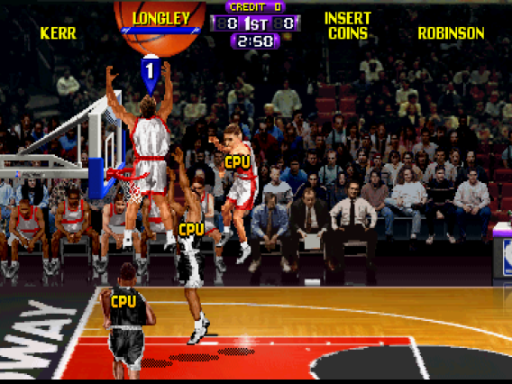 CREDIT 0
KERR
LONGLEY
0 1ST 0
INSERT
COINS
ROBINSON
2:50
1
CPU
CPU
CPU
WAY